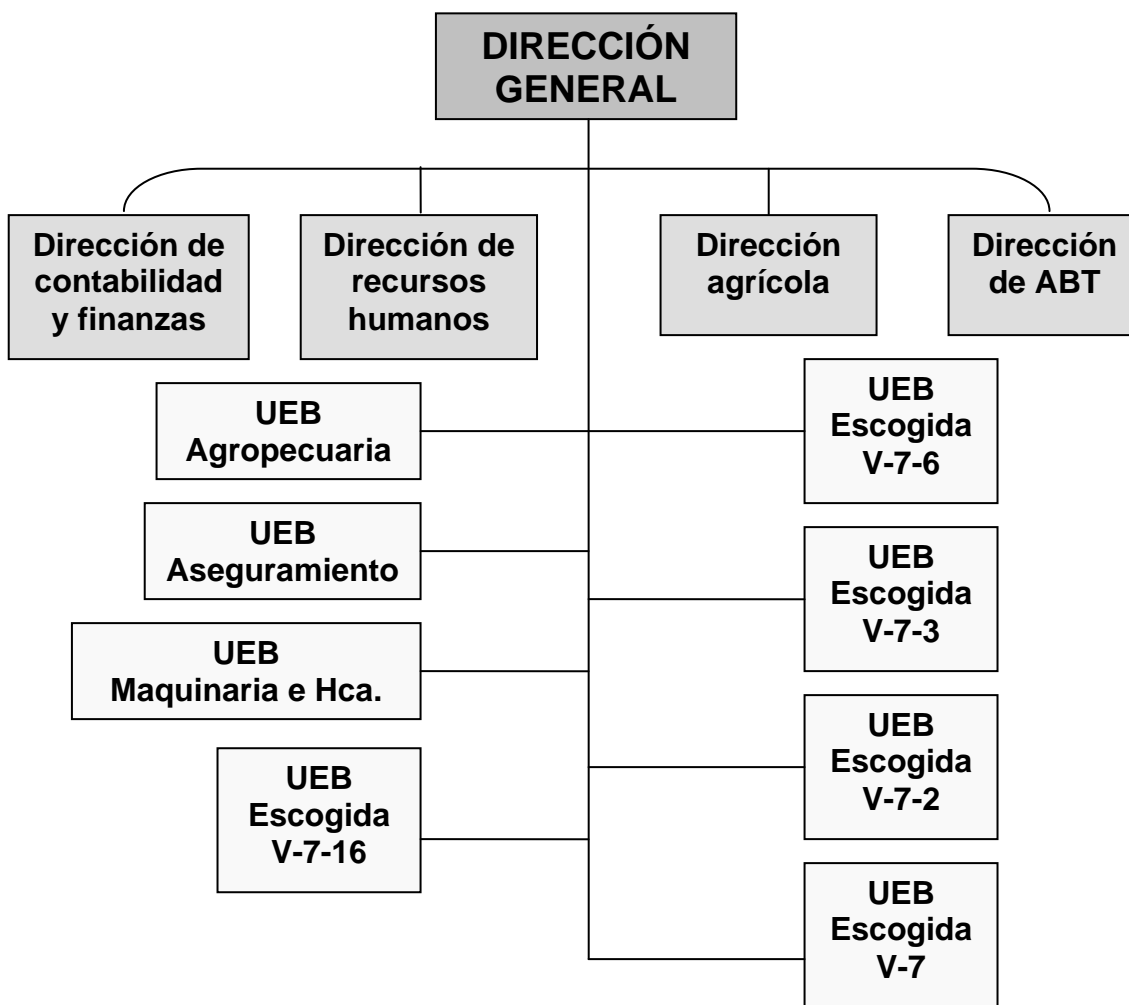 DIRECCIÓN
GENERAL
Dirección de
contabilidad
y finanzas
Dirección de
recursos
humanos
Dirección
agrícola
Dirección
de ABT
UEB
Agropecuaria
UEB
Escogida
V-7-6
UEB
Aseguramiento
UEB
Escogida
V-7-3
UEB
Maquinaria e Hca.
UEB
Escogida
V-7-2
UEB
Escogida
V-7-16
UEB
Escogida
V-7